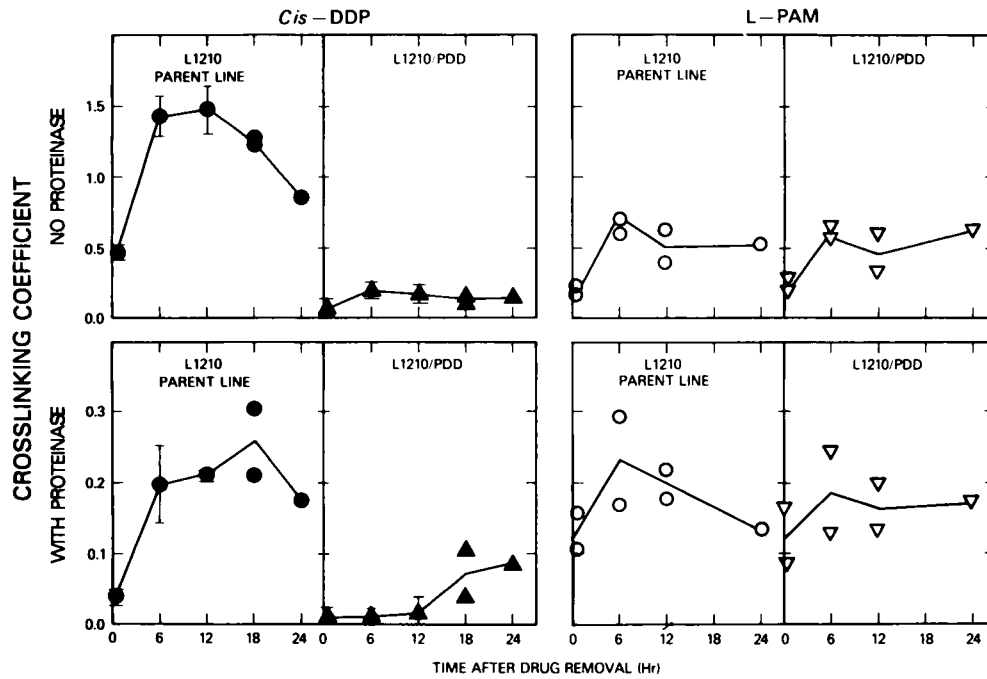 Cis–DDP
L–PAM
L1210
PARENT LINE
L1210/PDD
L1210
PARENT LINE
L1210/PDD
1.5
1.0
0.5
0.0
CROSSLINKING COEFFICIENT
NO PROTEINASE
WITH PROTEINASE
L1210
PARENT LINE
L1210/PDD
L1210
PARENT LINE
L1210/PDD
0.3
0.2
0.1
0.0
0 6 12 18 24 0 6 12 18 24 0 6 12 18 24 0 6 12 18 24
TIME AFTER DRUG REMOVAL (Hr)